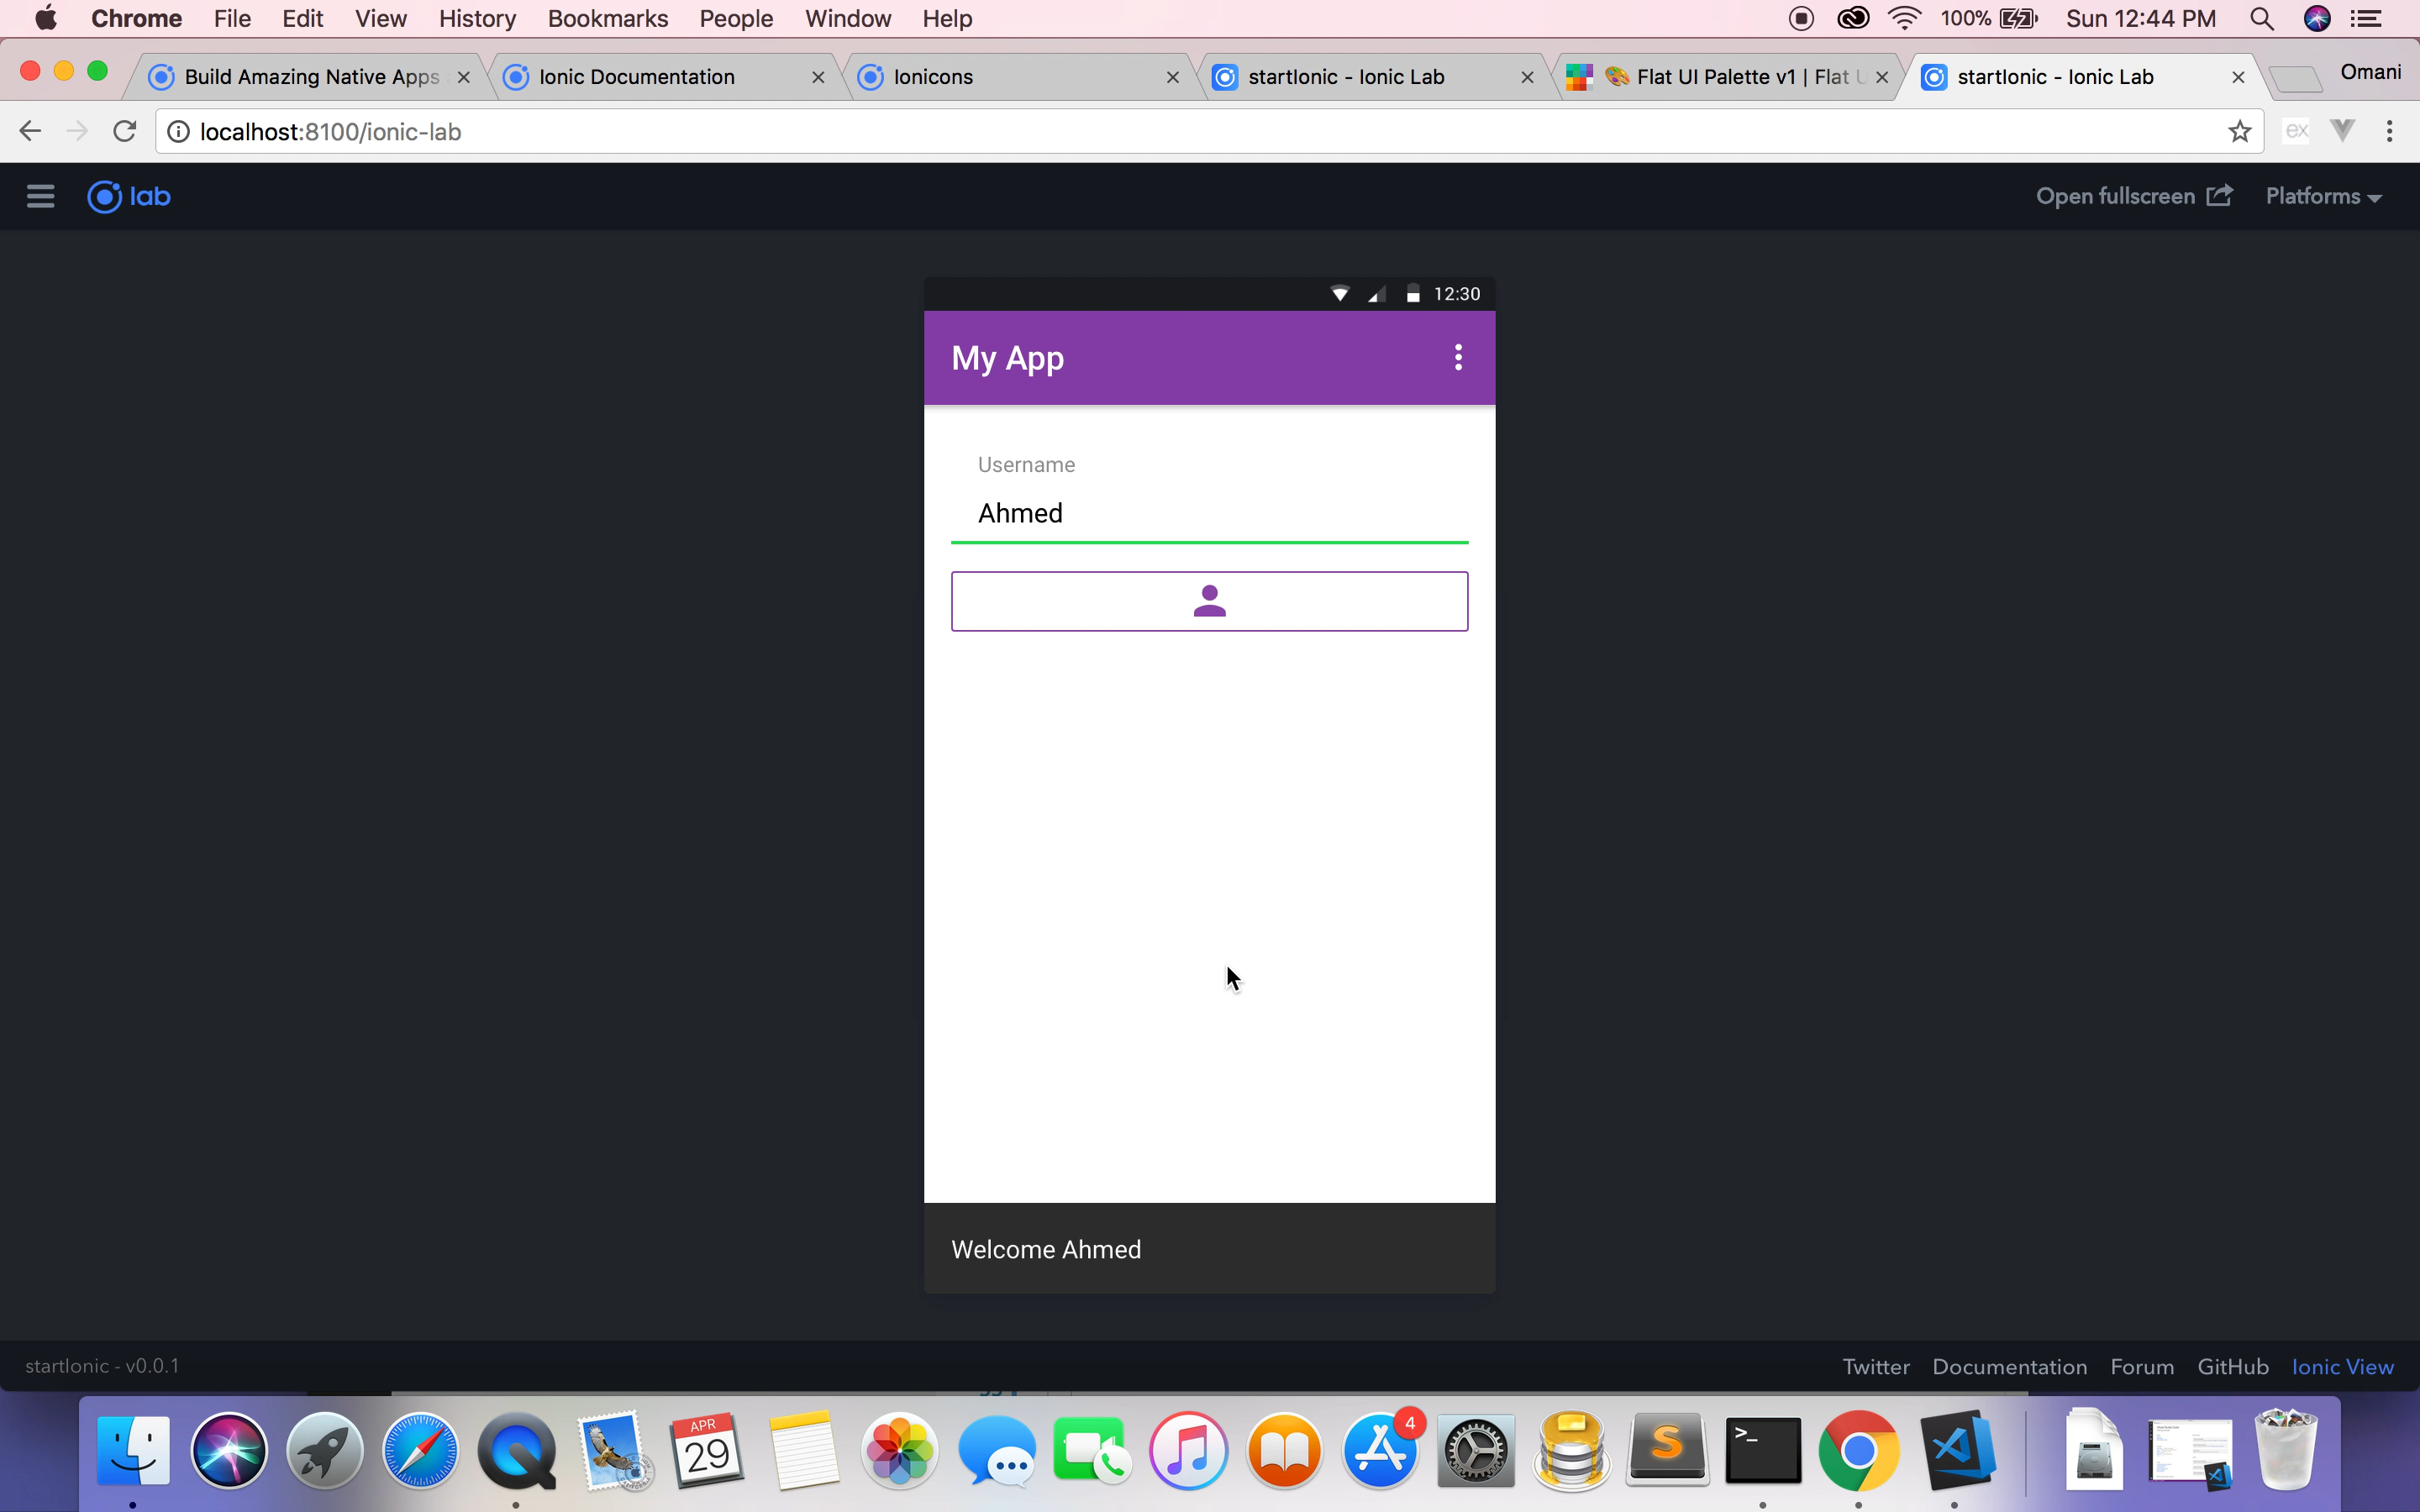 Chrome File Edit View History Bookmarks People Window Help 100% Sun 12:44 PM
Build Amazing Native Apps Ionic Documentation Ionicons startIonic - Ionic Lab Flat UI Palette v1 | Flat U startIonic - Ionic Lab Omani
localhost:8100/ionic-lab ex
lab Open fullscreen Platforms
12:30
My App
Username
Ahmed
Welcome Ahmed
startIonic - v0.0.1 Twitter Documentation Forum GitHub Ionic View
APR
29
4
>_
S